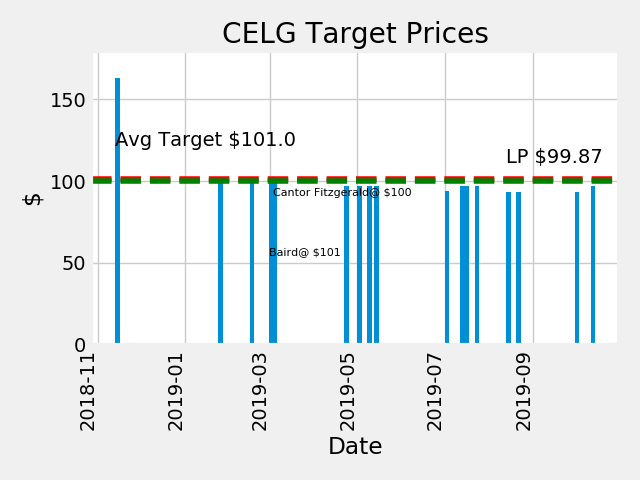 CELG Target Prices
150
Avg Target $101.0
LP $99.87
100
Cantor Fitzgerald@ $100
$
Baird@ $101
50
0
2018-11
2019-01
2019-03
2019-05
2019-07
2019-09
Date